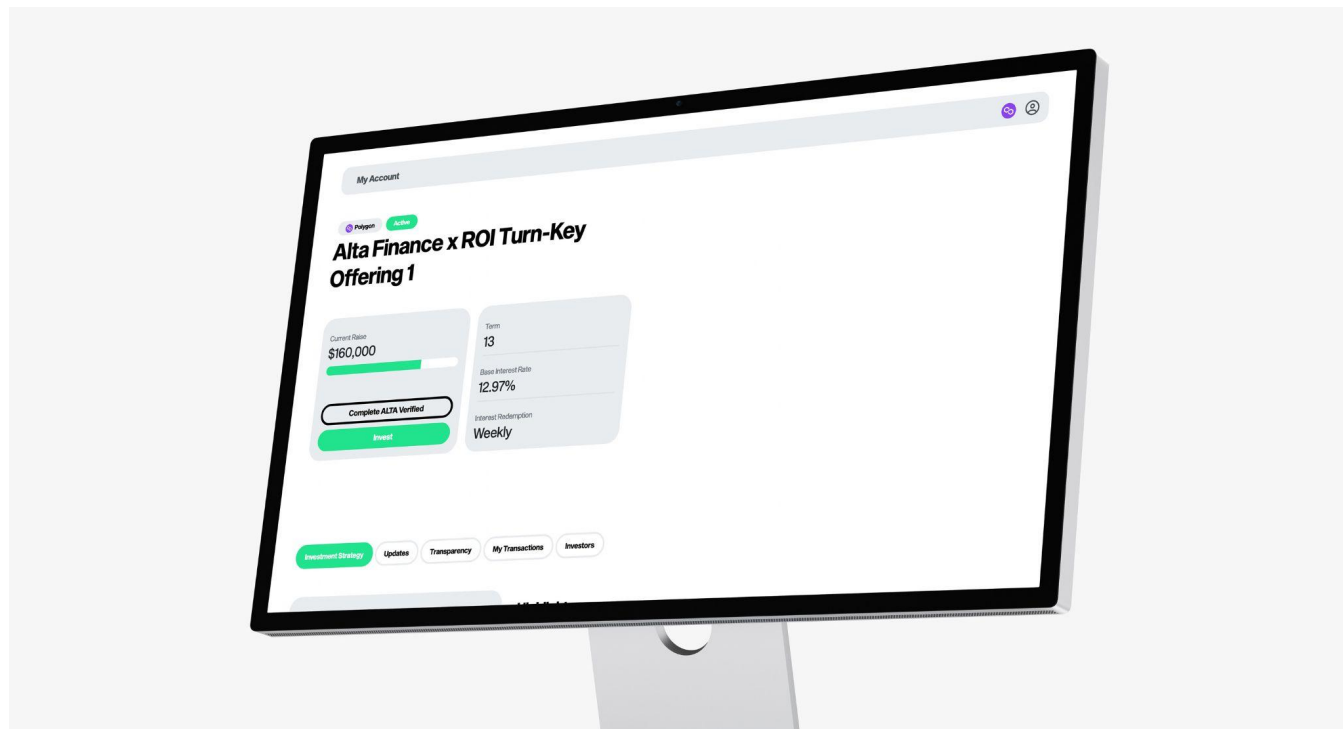 My Account
Polygon
Active
Alta Finance x ROI Turn-Key
Offering 1
Current Raise
$160,000
Complete ALTA Verified
Invest
Term
13
Base Interest Rate
12.97%
Interest Redemption
Weekly
Investment Strategy
Updates
Transparency
My Transactions
Investors